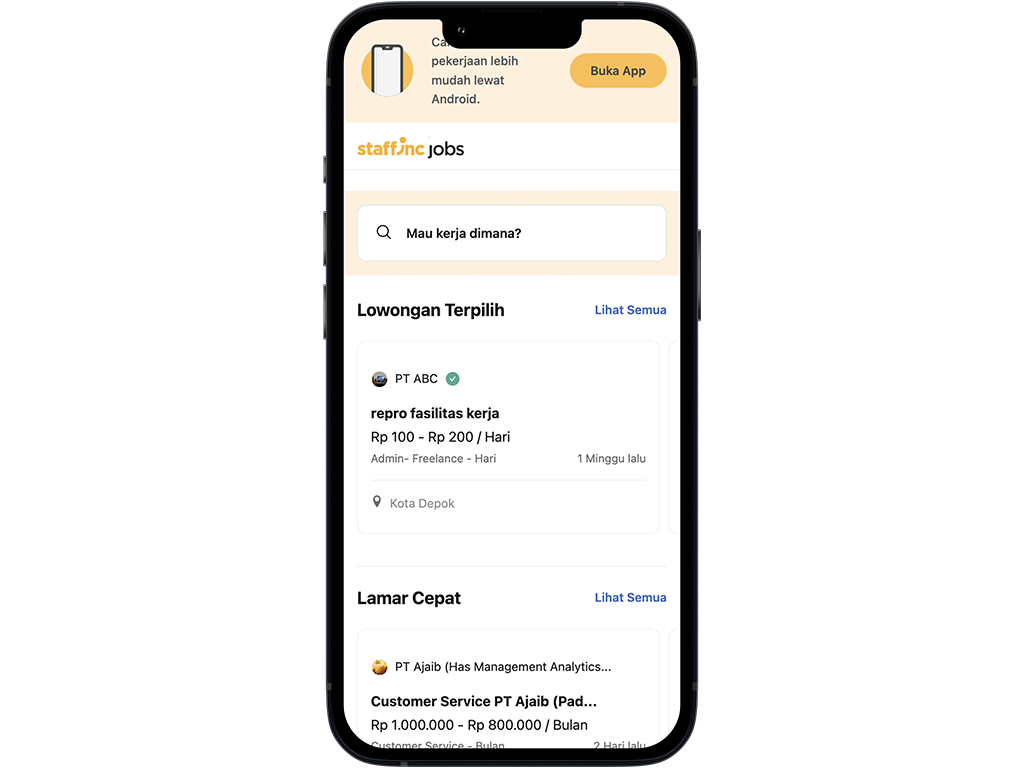 pekerjaan lebih
mudah lewat
Android.
Buka App
staffinc jobs
Mau kerja dimana?
Lowongan Terpilih
Lihat Semua
PT ABC
repro fasilitas kerja
Rp 100 - Rp 200 / Hari
Admin- Freelance - Hari
1 Minggu lalu
Kota Depok
Lamar Cepat
Lihat Semua
PT Ajaib (Has Management Analytics...
Customer Service PT Ajaib (Pad...
Rp 1.000.000 - Rp 800.000 / Bulan
Customer Service - Bulan
2 Hari lalu